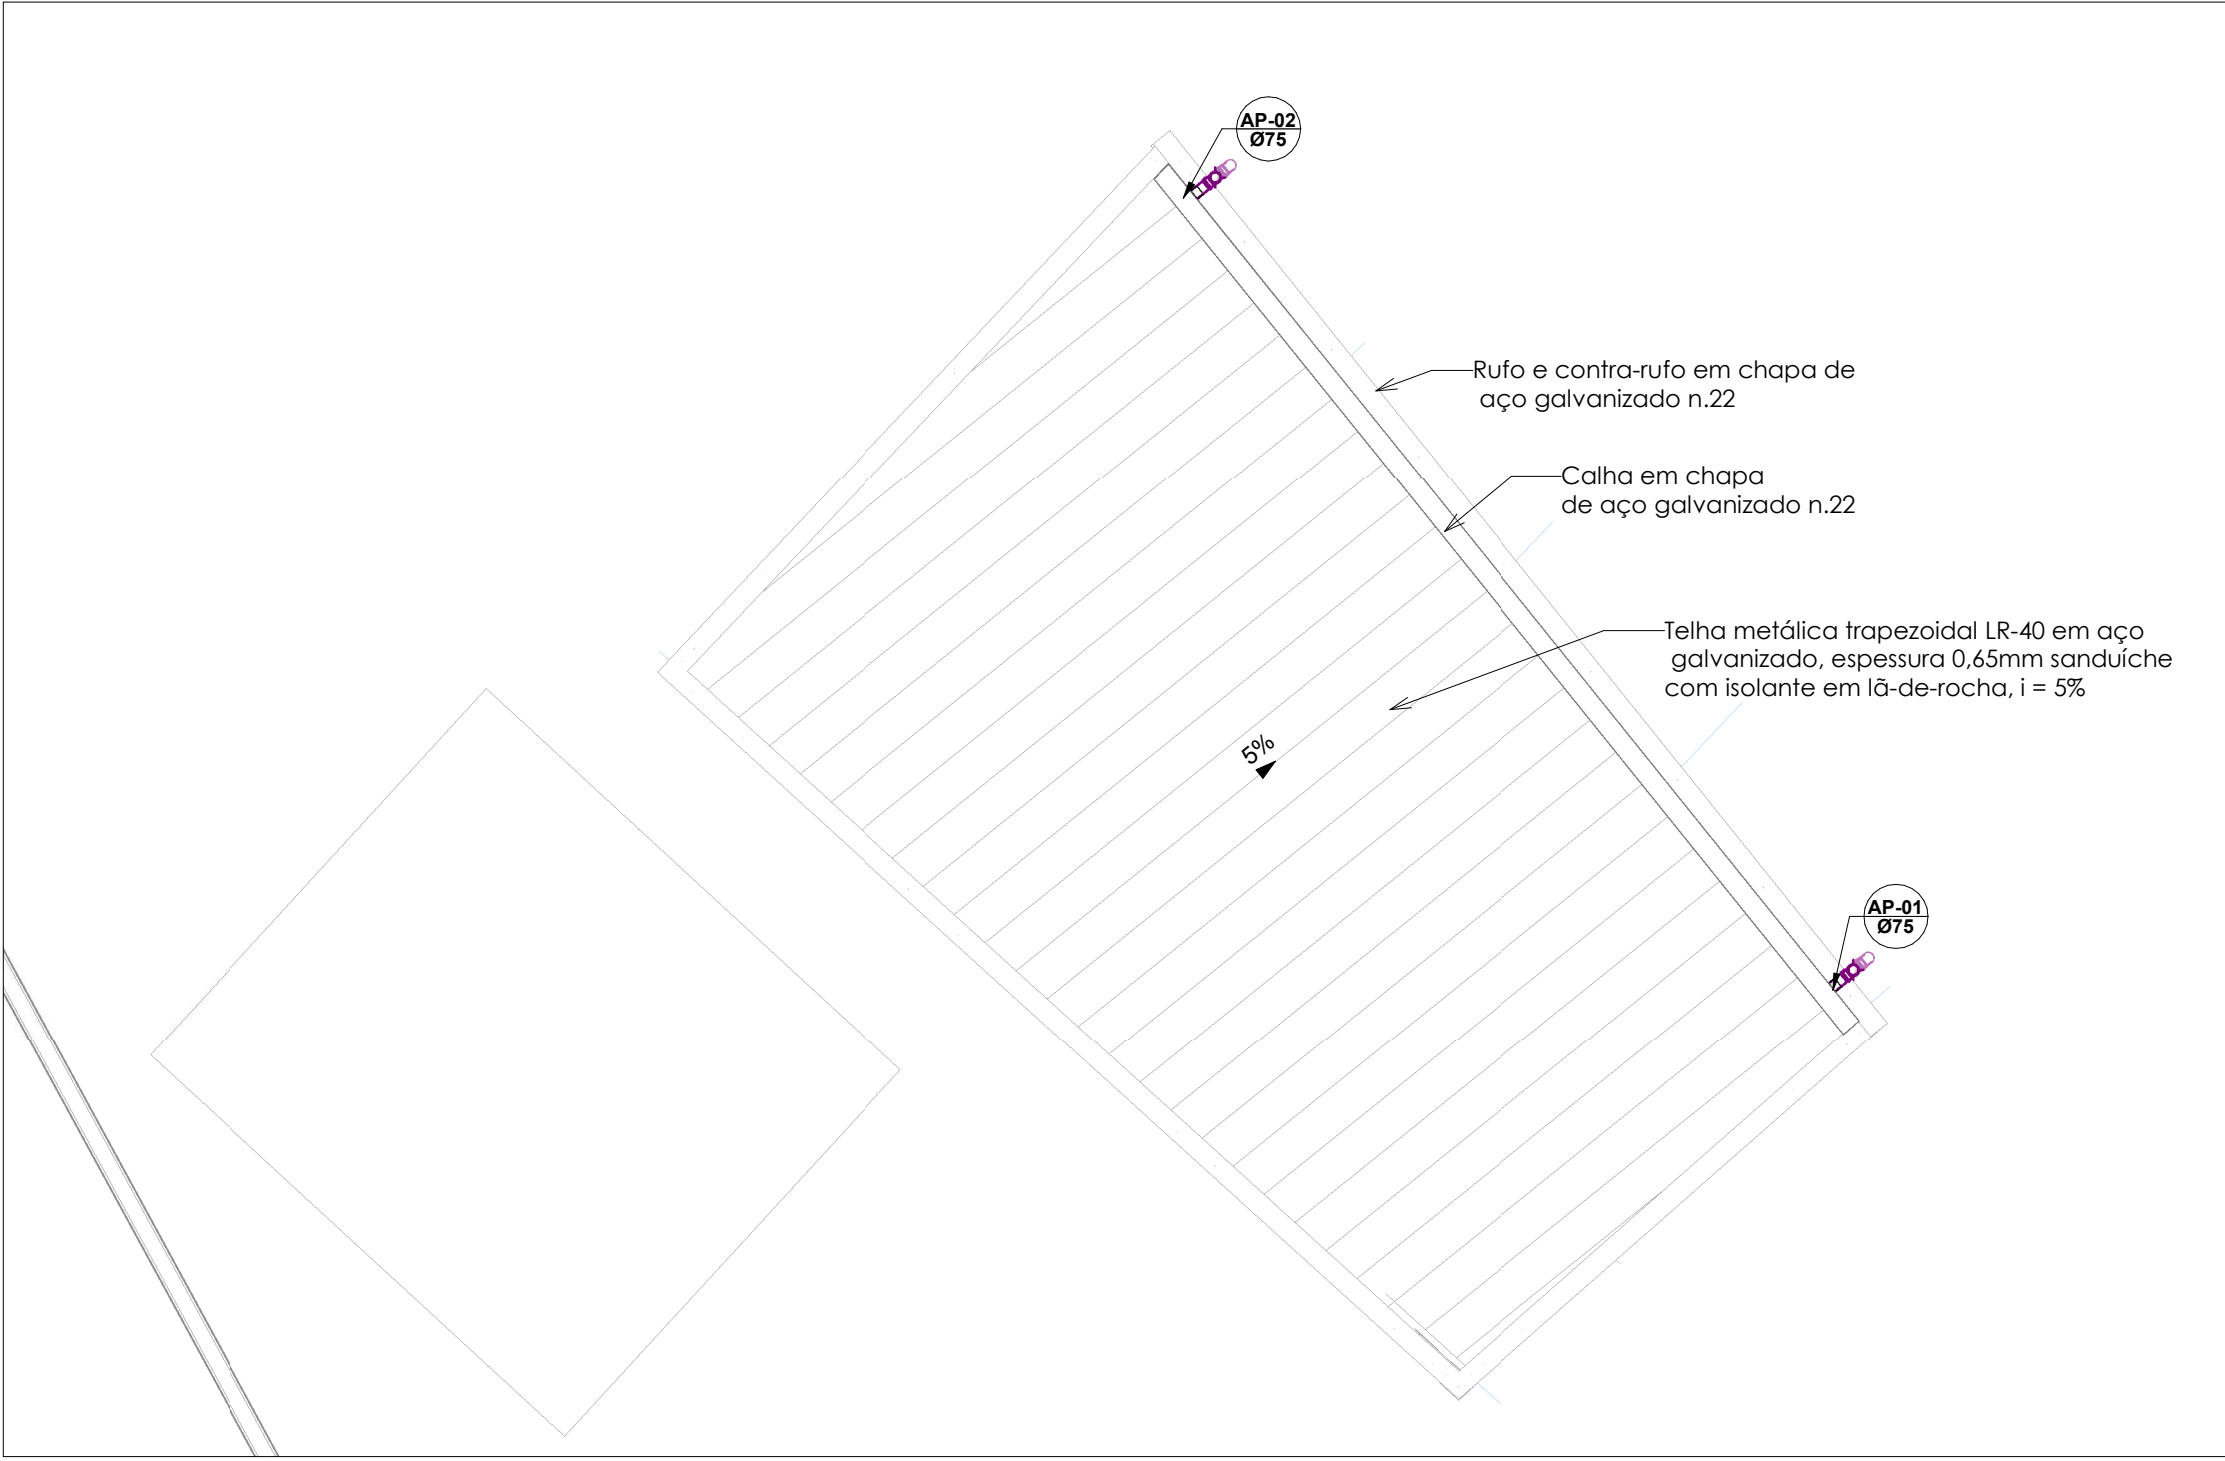 AP-02
Ø75
Rufo e contra-rufo em chapa de
aço galvanizado n.22
Calha em chapa
de aço galvanizado n.22
Telha metálica trapezoidal LR-40 em aço
galvanizado, espessura 0,65mm sanduíche
com isolante em lã-de-rocha, i = 5%
5%
AP-01
Ø75